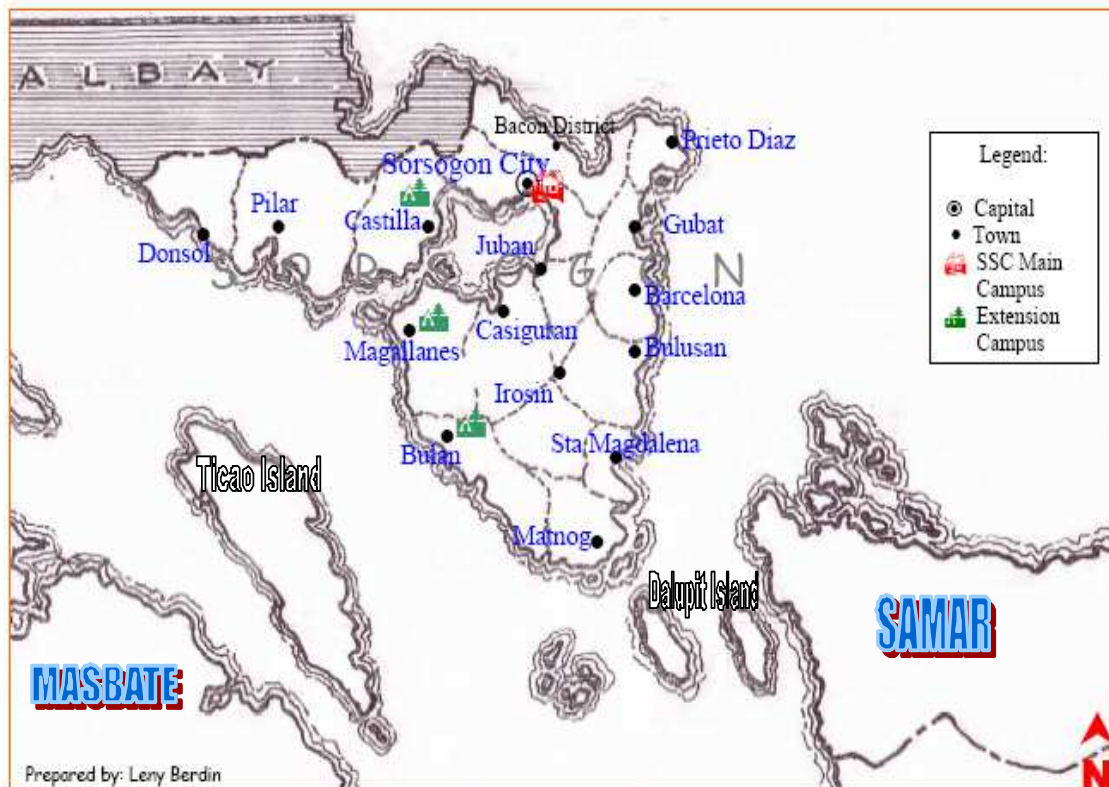 ALBAY
Bacon District
Prieto Diaz
Sorsogon City
Pilar
Castilla
Gubat
Donsol
Juban
SORSOGON
Barcelona
Casiguran
Magallanes
Bulusan
Irosin
Bulan
Sta Magdalena
Ticao Island
Matnog
Dalupit Island
SAMAR
MASBATE
Legend:
Capital
Town
SSC Main
Campus
Extension
Campus
N
Prepared by: Leny Berdin